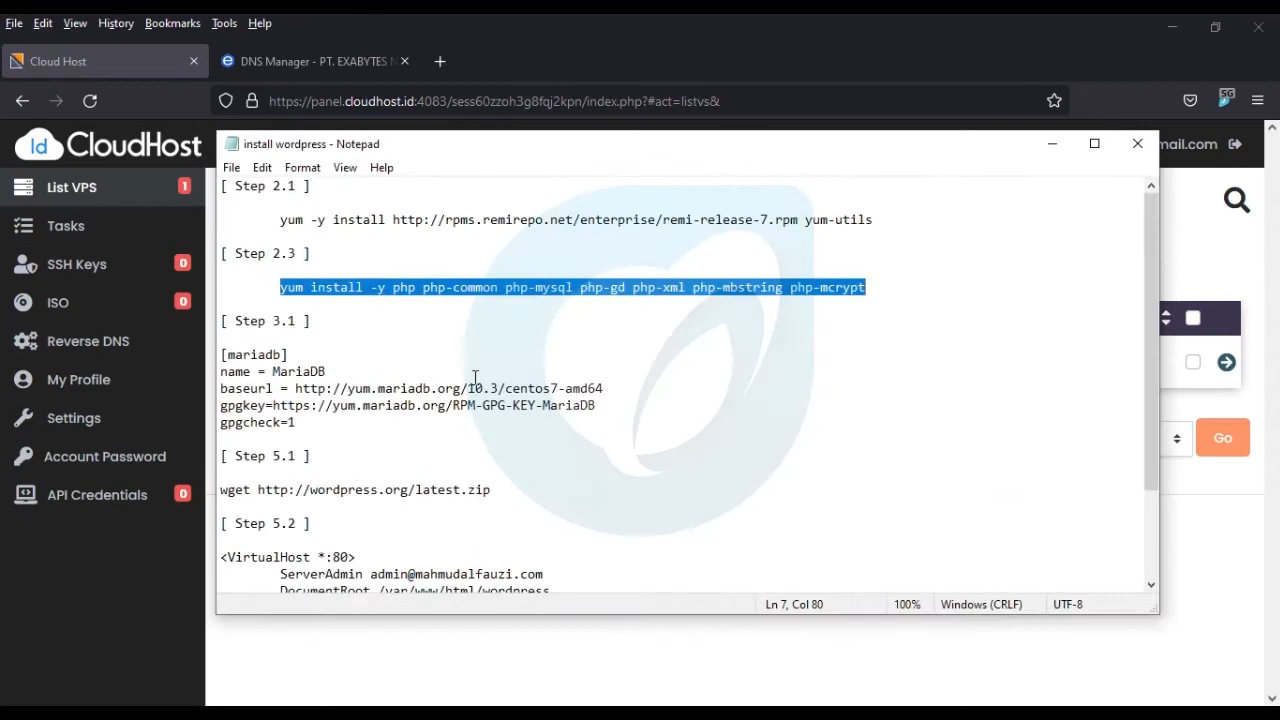 File Edit View History Bookmarks Tools Help
Cloud Host
DNS Manager - PT. EXABYTES N
https://panel.cloudhost.id:4083/sess60zzoh3g8fqj2kpn/index.php?#act=listvs&
SG
Id CloudHost
mail.com
install wordpress - Notepad
File Edit Format View Help
List VPS 1
Tasks
SSH Keys 0
ISO 0
Reverse DNS
My Profile
Settings
Account Password
API Credentials 0
[ Step 2.1 ]
yum -y install http://rpms.remirepo.net/enterprise/remi-release-7.rpm yum-utils
[ Step 2.3 ]
yum install -y php php-common php-mysql php-gd php-xml php-mbstring php-mcrypt
[ Step 3.1 ]
[mariadb]
name = MariaDB
baseurl = http://yum.mariadb.org/10.3/centos7-amd64
gpgkey=https://yum.mariadb.org/RPM-GPG-KEY-MariaDB
gpgcheck=1
[ Step 5.1 ]
wget http://wordpress.org/latest.zip
[ Step 5.2 ]
<VirtualHost *:80>
ServerAdmin admin@mahmudalfauzi.com
DocumentRoot /var/www/html/wordpress
Ln 7, Col 80
100%
Windows (CRLF)
UTF-8
Go